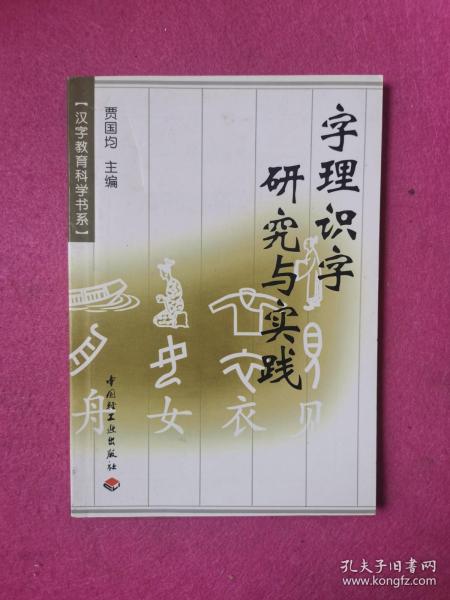 字理识字
研究与实践
贾国均 主编
【汉字教育科学书系】
舟 女 衣 见
中国轻工业出版社
孔夫子旧书网
www.kongfz.com